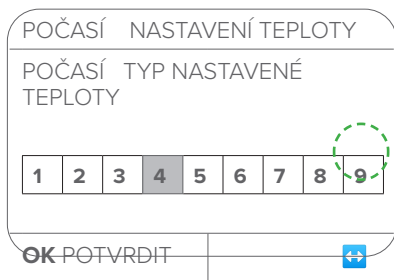 POČASÍ NASTAVENÍ TEPLOTY
POČASÍ TYP NASTAVENÉ
TEPLOTY
1 2 3 4 5 6 7 8 9
OK POTVRDIT ↔